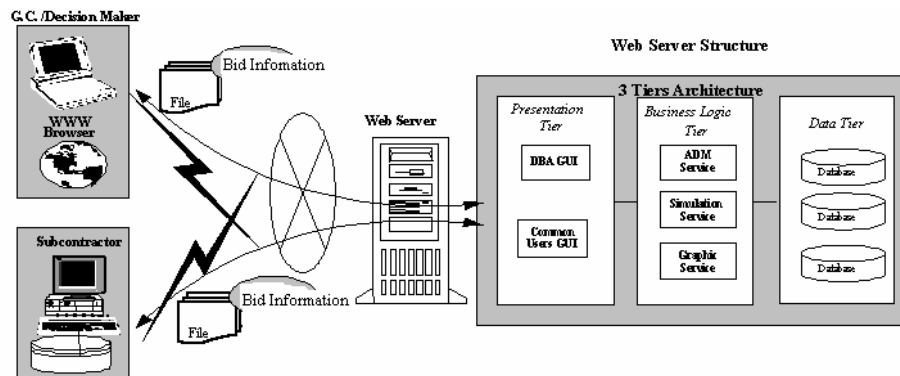 G.C. /Decision Maker
WWW
Browser
Subcontractor
Bid Infomation
File
Bid Information
File
Web Server
Web Server Structure
3 Tiers Architecture
Presentation
Tier
DBA GUI
Common
Users GUI
Business Logic
Tier
ADM
Service
Simulation
Service
Graphic
Service
Data Tier
Database
Database
Database